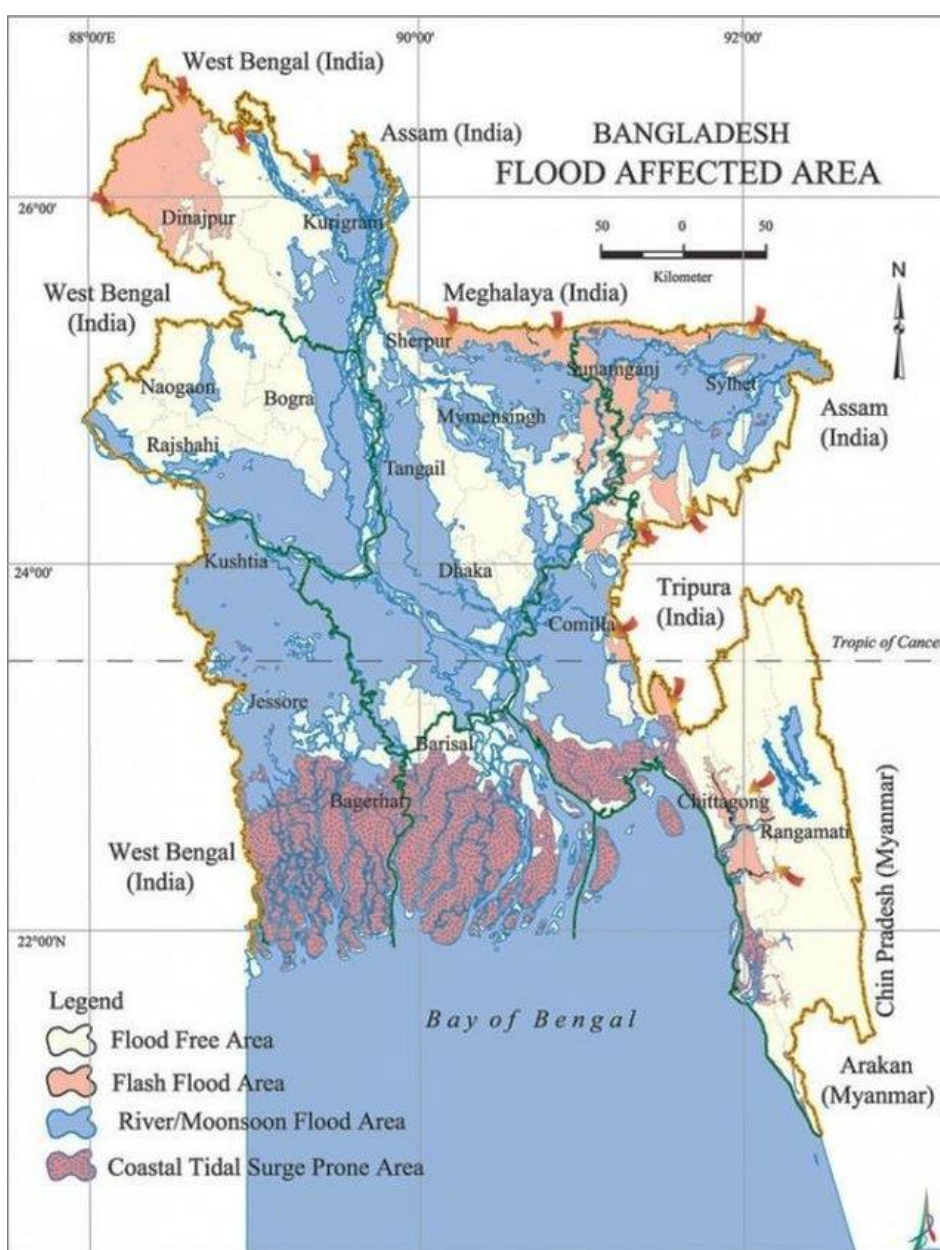 88°00'E
90°00'
92°00'
West Bengal (India)
Assam (India)
BANGLADESH
FLOOD AFFECTED AREA
26°00'
Dinajpur
Kurigram
50
0
50
Kilometer
N
West Bengal
(India)
Meghalaya (India)
Sherpur
Sunamganj
Sylhet
Naogaon
Bogra
Mymensingh
Assam
(India)
Rajshahi
Tangail
24°00'
Kushtia
Dhaka
Tripura
(India)
Comilla
Tropic of Cance
Jessore
Barisal
Bagerhat
Chittagong
Rangamati
West Bengal
(India)
Chin Pradesh (Myanmar)
22°00'N
Legend
Bay of Bengal
Flood Free Area
Flash Flood Area
River/Moonsoon Flood Area
Coastal Tidal Surge Prone Area
Arakan
(Myanmar)